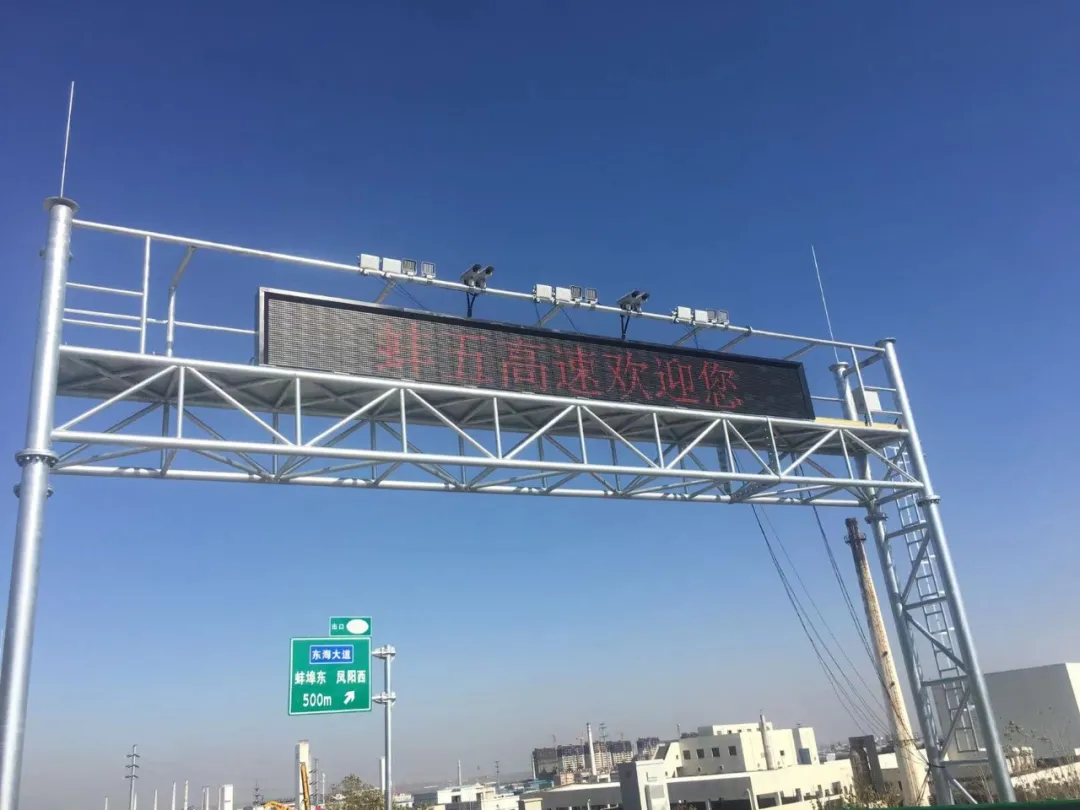 蚌五高速欢迎您
出口
东海大道
蚌埠东 凤阳西
500m